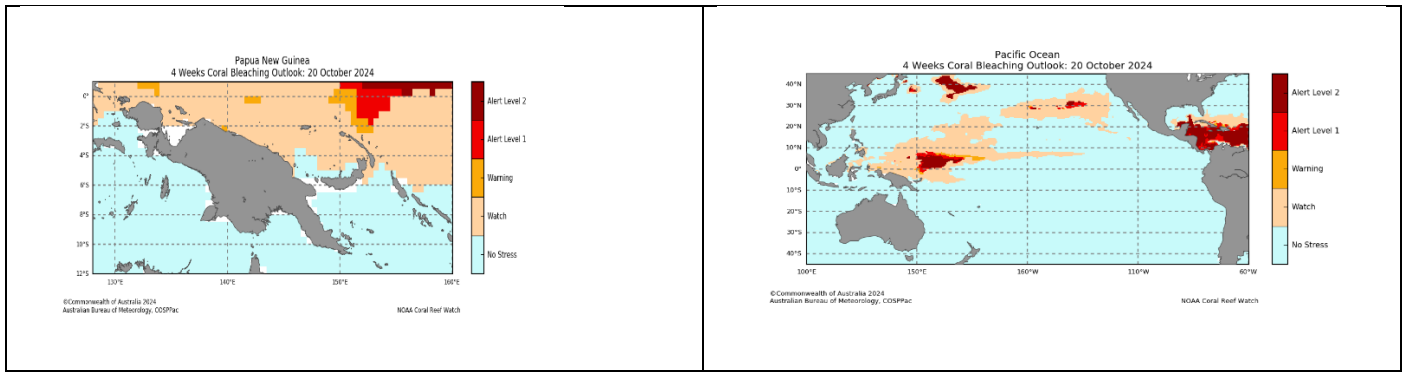 Papua New Guinea
4 Weeks Coral Bleaching Outlook: 20 October 2024
0°
2°S
4°S
6°S
8°S
10°S
12°S
130°E
140°E
150°E
160°E
Alert Level 2
Alert Level 1
Warning
Watch
No Stress
©Commonwealth of Australia 2024
Australian Bureau of Meteorology, COSPPac
NOAA Coral Reef Watch
Pacific Ocean
4 Weeks Coral Bleaching Outlook: 20 October 2024
40°N
30°N
20°N
10°N
0°
10°S
20°S
30°S
40°S
100°E
150°E
160°W
110°W
60°W
Alert Level 2
Alert Level 1
Warning
Watch
No Stress
©Commonwealth of Australia 2024
Australian Bureau of Meteorology, COSPPac
NOAA Coral Reef Watch